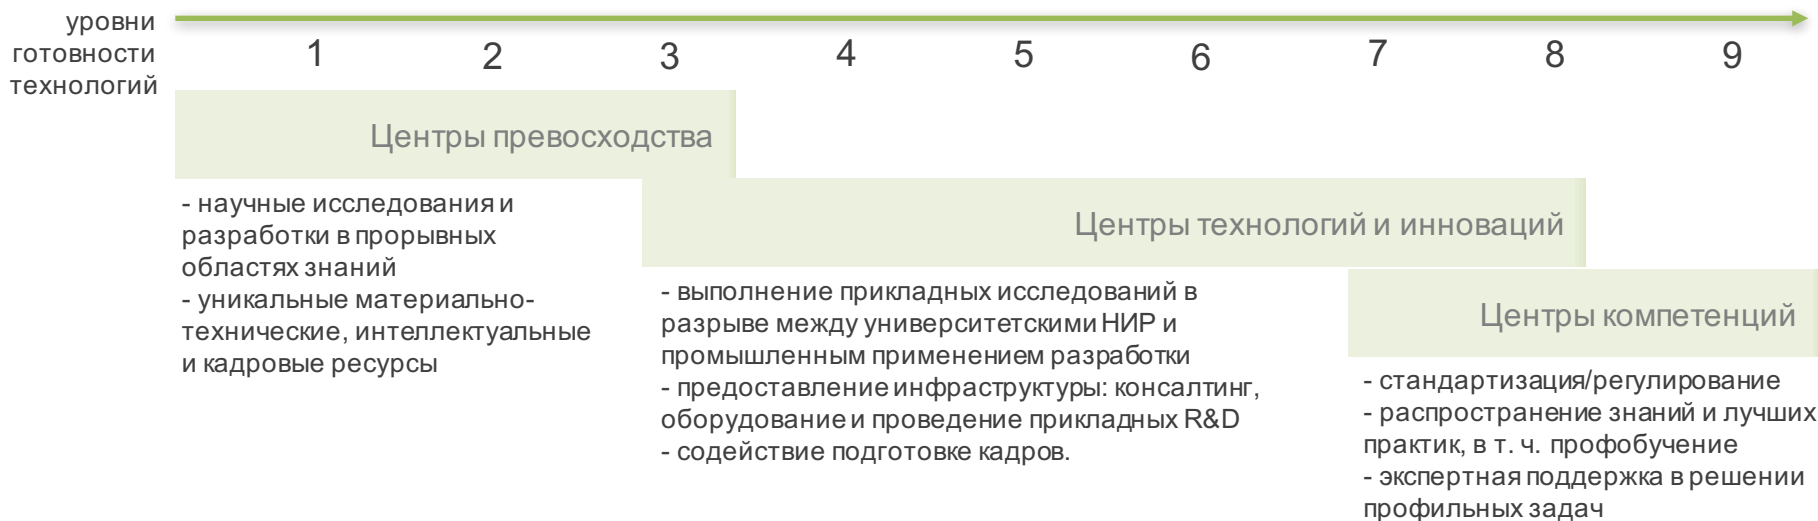 уровни
готовности
технологий
1 2 3 4 5 6 7 8 9
Центры превосходства
- научные исследования и
разработки в прорывных
областях знаний
- уникальные материально-
технические, интеллектуальные
и кадровые ресурсы
Центры технологий и инноваций
- выполнение прикладных исследований в
разрыве между университетскими НИР и
промышленным применением разработки
- предоставление инфраструктуры: консалтинг,
оборудование и проведение прикладных R&D
- содействие подготовке кадров.
Центры компетенций
- стандартизация/регулирование
- распространение знаний и лучших
практик, в т. ч. профобучение
- экспертная поддержка в решении
профильных задач